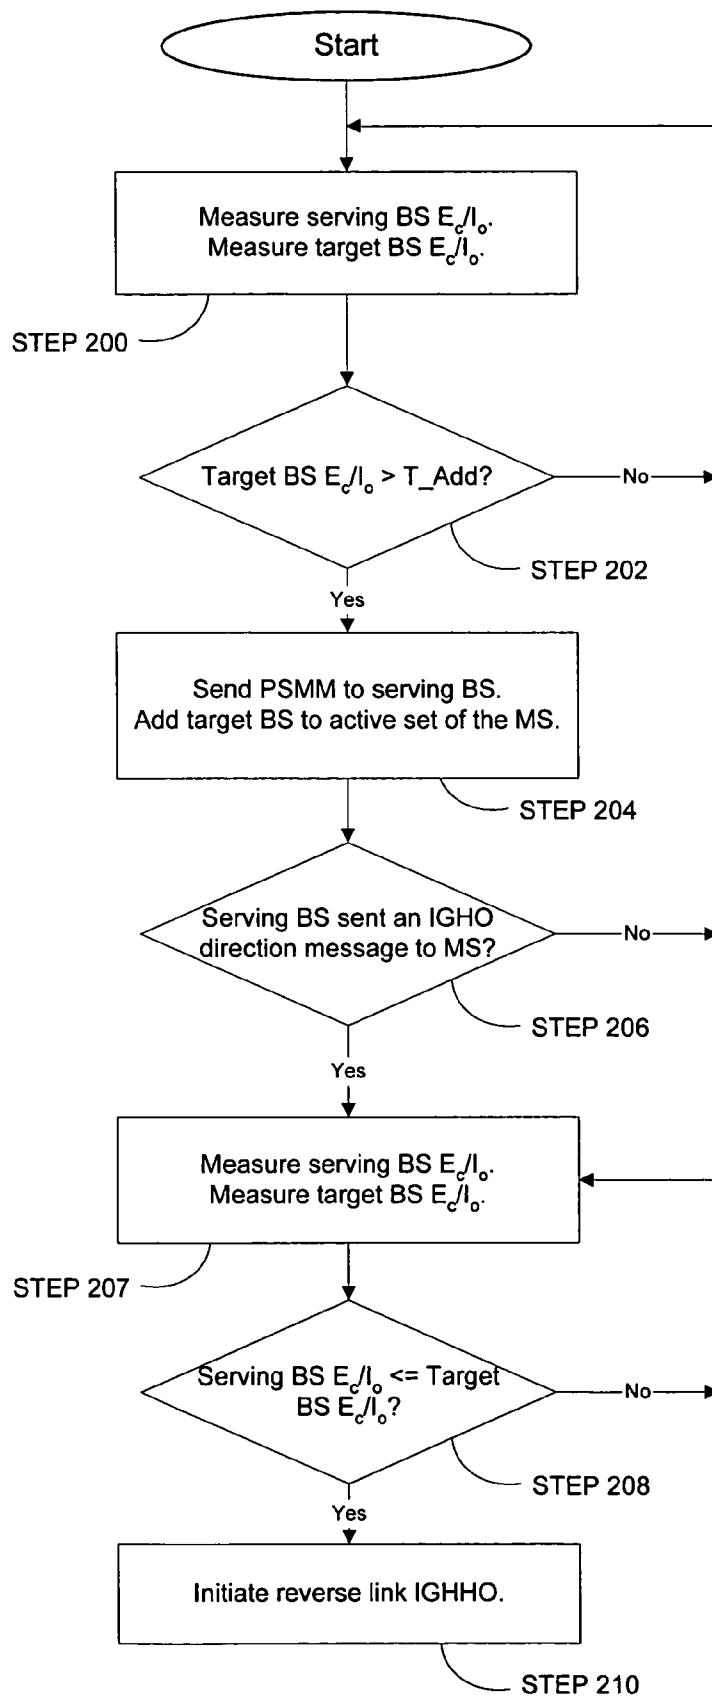 Start
Measure serving BS Ec/Io.
Measure target BS Ec/Io.
STEP 200
Target BS Ec/Io > T_Add?
No
STEP 202
Yes
Send PSMM to serving BS.
Add target BS to active set of the MS.
STEP 204
Serving BS sent an IGHO
direction message to MS?
No
STEP 206
Yes
Measure serving BS Ec/Io.
Measure target BS Ec/Io.
STEP 207
Serving BS Ec/Io <= Target
BS Ec/Io?
No
STEP 208
Yes
Initiate reverse link IGHHO.
STEP 210